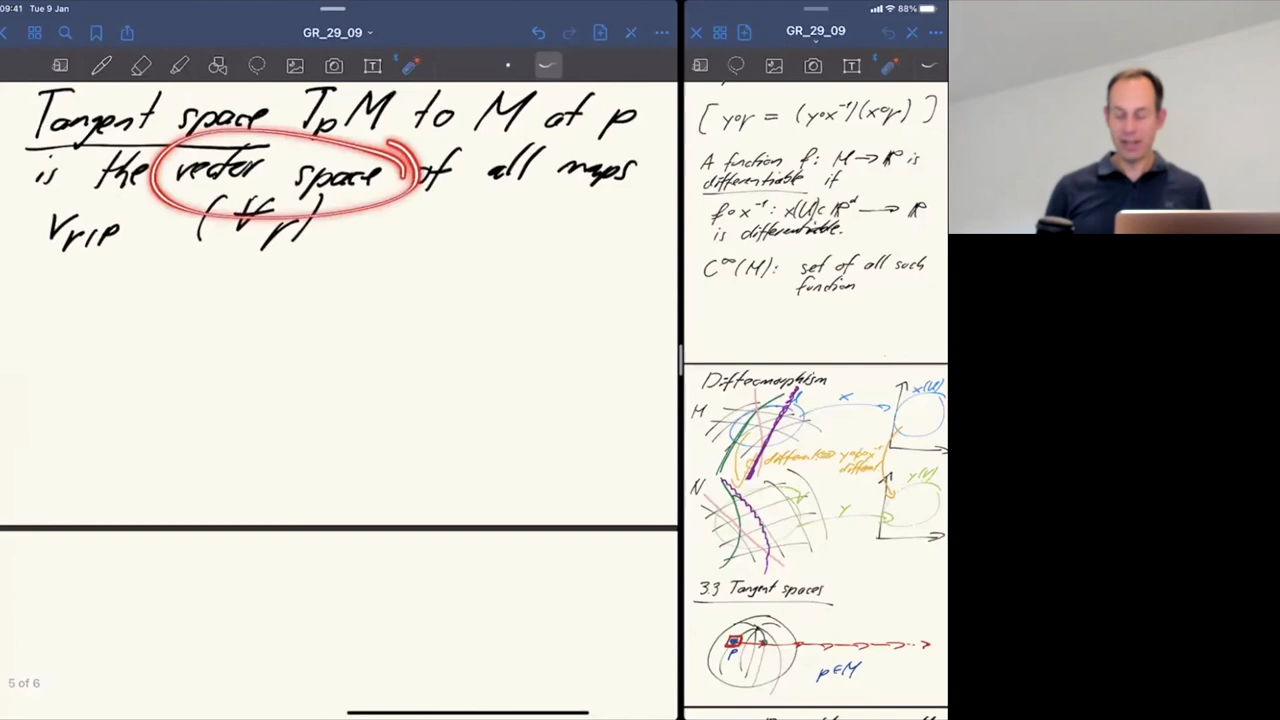 09:41 Tue 9 Jan
GR_29_09
Tangent space TpM to M at p
is the vector space of all maps
vγ,p (∀γ)
5 of 6
88%
GR_29_09
[ y∘γ = (y∘x⁻¹)(x∘γ) ]
A function f: M → ℝ is
differentiable if
f∘x⁻¹: x(U) ⊂ ℝᵈ → ℝ
is differentiable.
C∞(M): set of all such
function
Diffeomorphism
M
x
x(U)
N
y
y(V)
3.3 Tangent spaces
p
p∈M